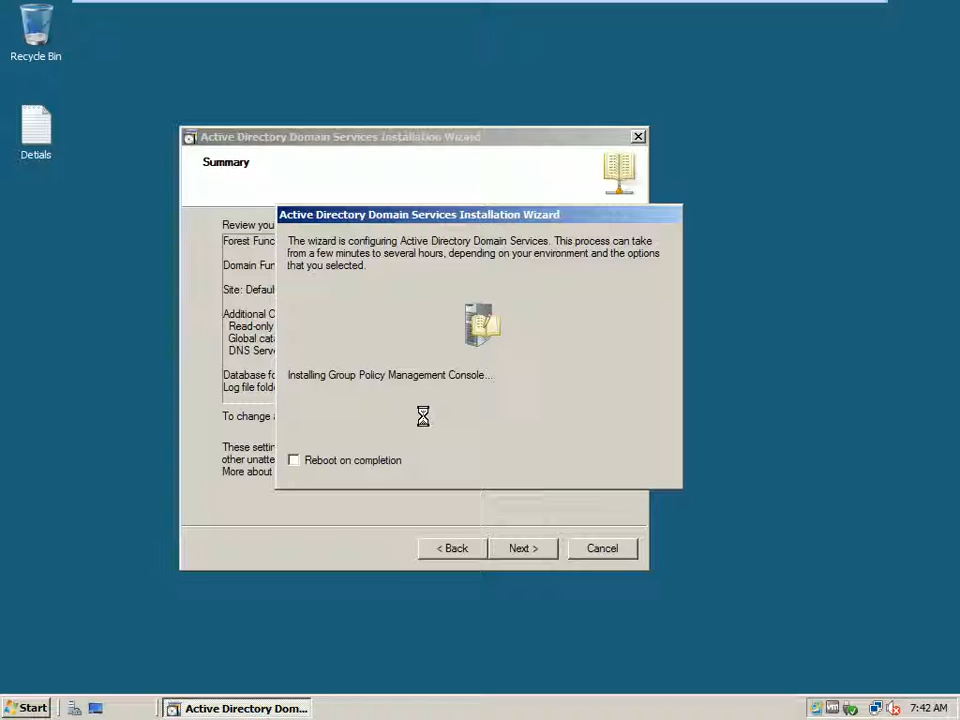 Recycle Bin
Detials
Active Directory Domain Services Installation Wizard
Summary
Review you
Forest Func
Domain Fun
Site: Defaul
Additional O
Read-only
Global cat
DNS Serve
Database fo
Log file folde
To change a
These settin
other unatte
More about
< Back
Next >
Cancel
Active Directory Domain Services Installation Wizard
The wizard is configuring Active Directory Domain Services. This process can take
from a few minutes to several hours, depending on your environment and the options
that you selected.
Installing Group Policy Management Console...
Reboot on completion
Start
Active Directory Dom...
7:42 AM